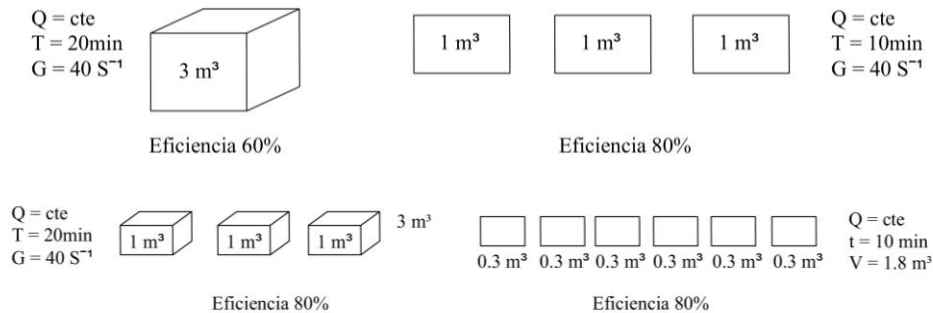 Q = cte
T = 20min
G = 40 S⁻¹
3 m³
Eficiencia 60%
1 m³ 1 m³ 1 m³
Q = cte
T = 10min
G = 40 S⁻¹
Eficiencia 80%
Q = cte
T = 20min
G = 40 S⁻¹
1 m³ 1 m³ 1 m³
3 m³
Eficiencia 80%
0.3 m³ 0.3 m³ 0.3 m³ 0.3 m³ 0.3 m³ 0.3 m³
Q = cte
t = 10 min
V = 1.8 m³
Eficiencia 80%